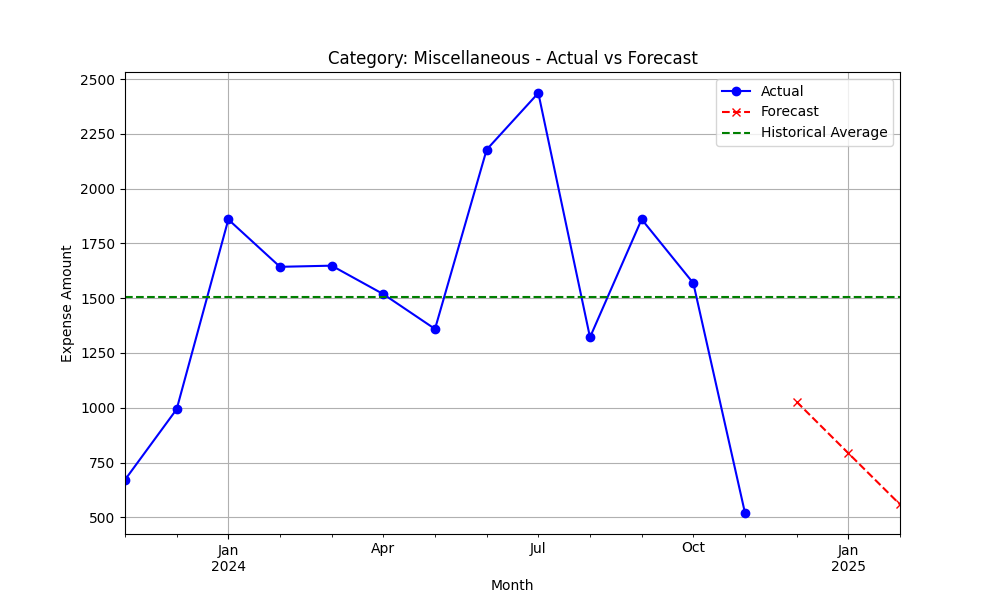 Category: Miscellaneous - Actual vs Forecast
2500
2250
2000
1750
1500
1250
1000
750
500
Expense Amount
Actual
Forecast
Historical Average
Jan
2024
Apr
Jul
Oct
Jan
2025
Month